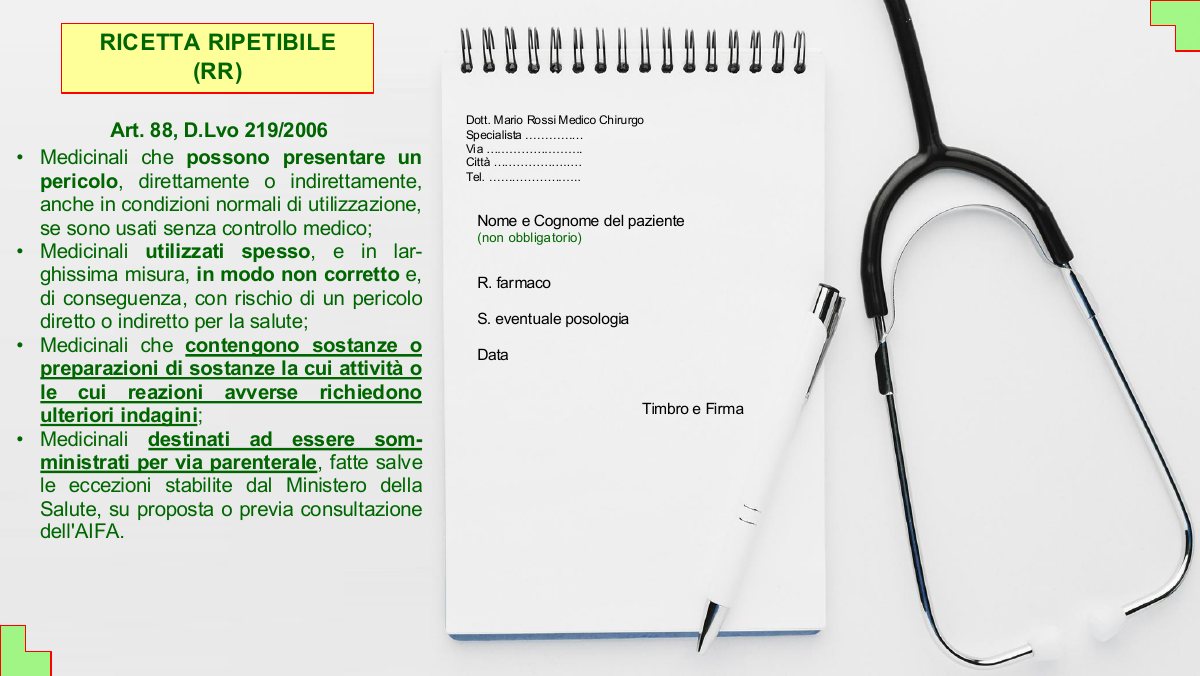 RICETTA RIPETIBILE
(RR)
Art. 88, D.Lvo 219/2006
• Medicinali che possono presentare un
pericolo, direttamente o indirettamente,
anche in condizioni normali di utilizzazione,
se sono usati senza controllo medico;
• Medicinali utilizzati spesso, e in lar-
ghissima misura, in modo non corretto e,
di conseguenza, con rischio di un pericolo
diretto o indiretto per la salute;
• Medicinali che contengono sostanze o
preparazioni di sostanze la cui attività o
le cui reazioni avverse richiedono
ulteriori indagini;
• Medicinali destinati ad essere som-
ministrati per via parenterale, fatte salve
le eccezioni stabilite dal Ministero della
Salute, su proposta o previa consultazione
dell'AIFA.
Dott. Mario Rossi Medico Chirurgo
Specialista ……………
Via ……………………..
Città ……………………
Tel. …………………….
Nome e Cognome del paziente
(non obbligatorio)
R. farmaco
S. eventuale posologia
Data
Timbro e Firma